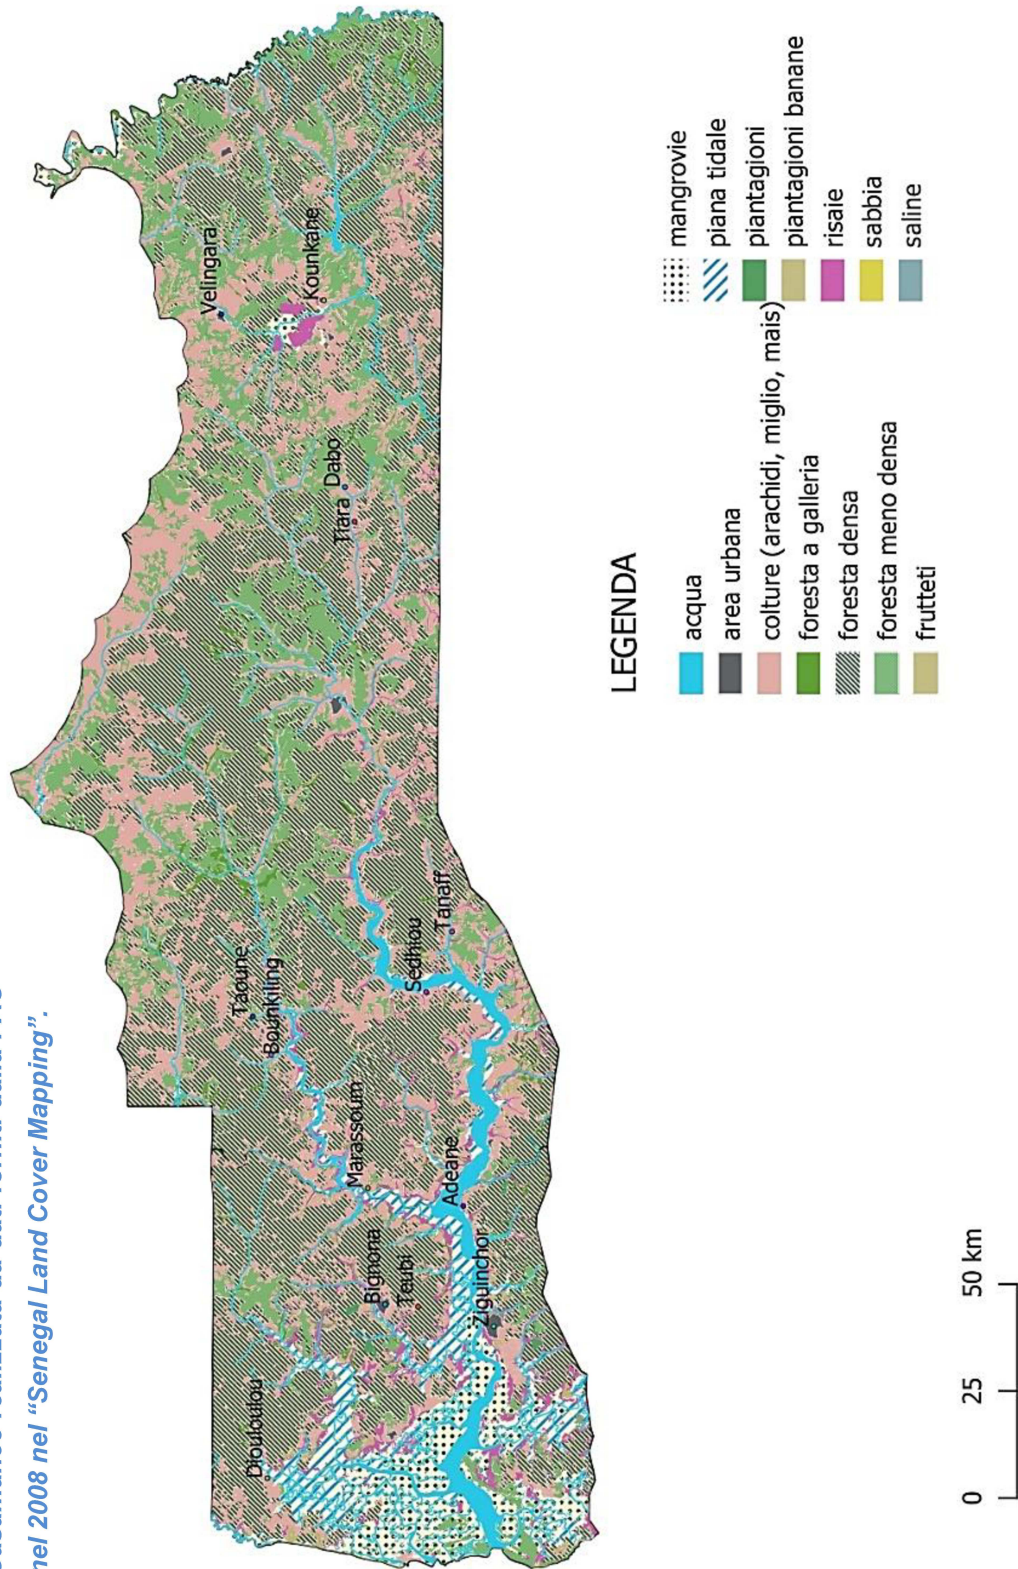 nel 2008 nel “Senegal Land Cover Mapping”.
Diouloulou
Bignona
Teubi
Ziguinchor
Marassoum
Adeane
Taoune
Bounkiling
Sedhiou
Tanaff
Tiara
Dabo
Velingara
Kounkane
LEGENDA
acqua
area urbana
colture (arachidi, miglio, mais)
foresta a galleria
foresta densa
foresta meno densa
frutteti
mangrovie
piana tidale
piantagioni
piantagioni banane
risaie
sabbia
saline
0 25 50 km